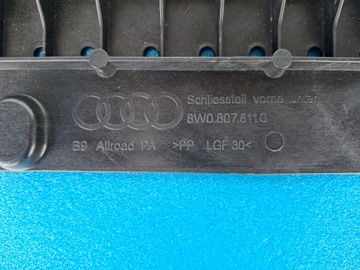 Schliessteil vorne unten
8W0.807.611.G
B9 Allroad PA >PP LGF 30<